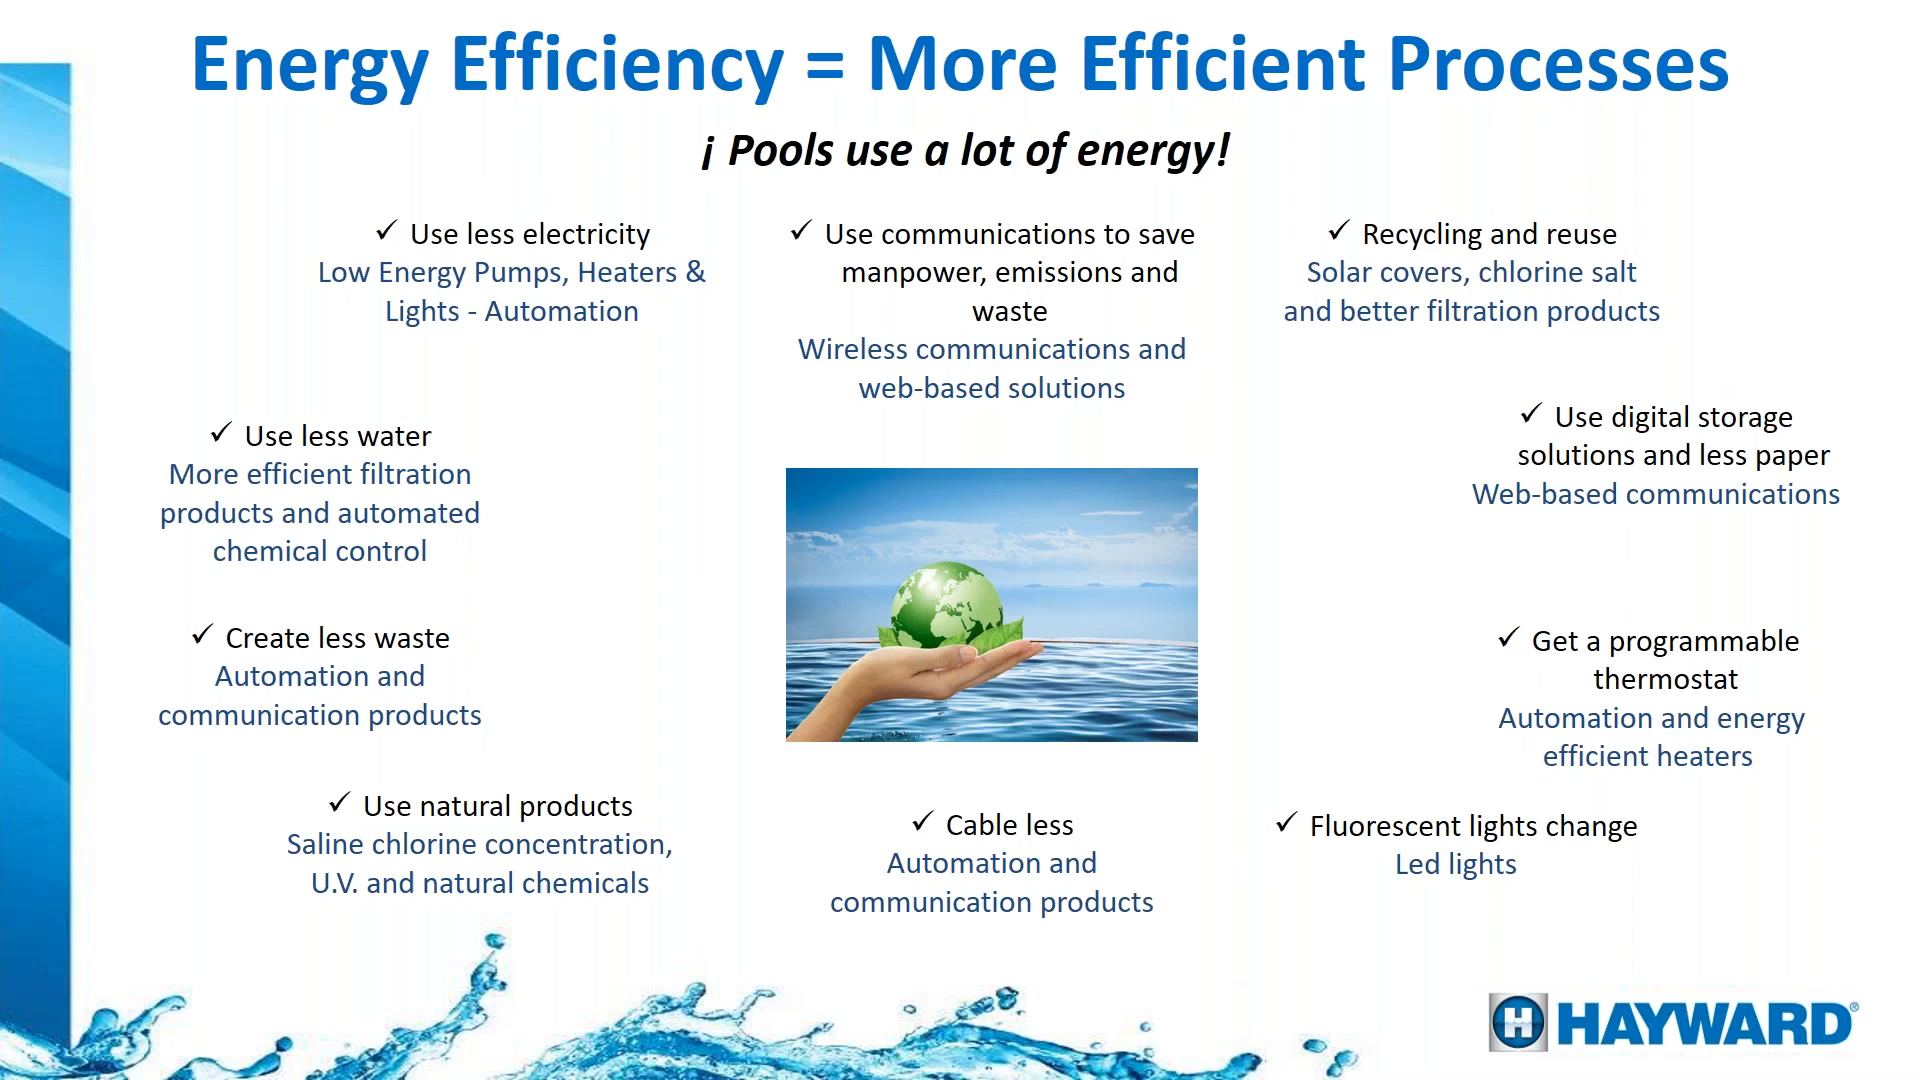 Energy Efficiency = More Efficient Processes
¡ Pools use a lot of energy!
✓ Use less electricity
Low Energy Pumps, Heaters &
Lights - Automation
✓ Use communications to save
manpower, emissions and
waste
Wireless communications and
web-based solutions
✓ Recycling and reuse
Solar covers, chlorine salt
and better filtration products
✓ Use less water
More efficient filtration
products and automated
chemical control
✓ Use digital storage
solutions and less paper
Web-based communications
✓ Create less waste
Automation and
communication products
✓ Get a programmable
thermostat
Automation and energy
efficient heaters
✓ Use natural products
Saline chlorine concentration,
U.V. and natural chemicals
✓ Cable less
Automation and
communication products
✓ Fluorescent lights change
Led lights
H HAYWARD®